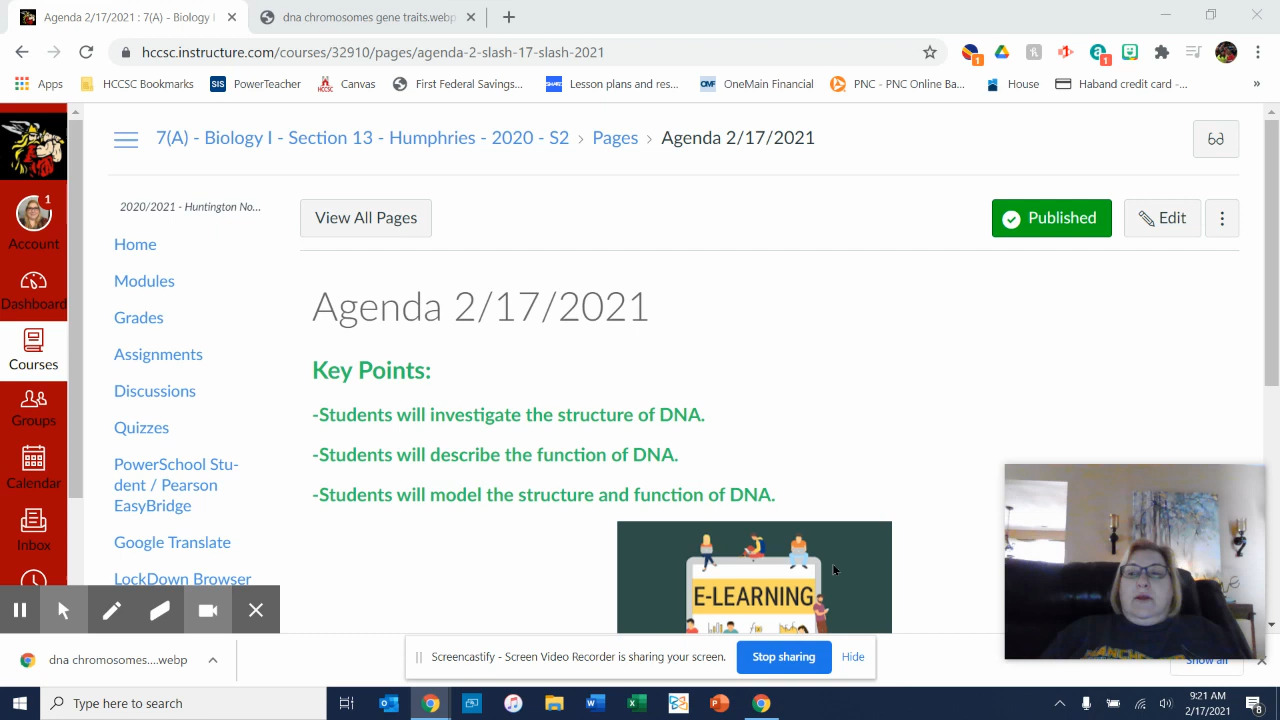 Agenda 2/17/2021 : 7(A) - Biology I
dna chromosomes gene traits.webp
hccsc.instructure.com/courses/32910/pages/agenda-2-slash-17-slash-2021
1
1
Apps
HCCSC Bookmarks
SIS
PowerTeacher
HCCSC
Canvas
First Federal Savings...
Lesson plans and res...
OMF
OneMain Financial
PNC - PNC Online Ba...
House
Haband credit card -...
»
7(A) - Biology I - Section 13 - Humphries - 2020 - S2 > Pages > Agenda 2/17/2021
1
Account
Dashboard
Courses
Groups
Calendar
Inbox
2020/2021 - Huntington No...
Home
Modules
Grades
Assignments
Discussions
Quizzes
PowerSchool Stu-
dent / Pearson
EasyBridge
Google Translate
LockDown Browser
View All Pages
Published
Edit
Agenda 2/17/2021
Key Points:
-Students will investigate the structure of DNA.
-Students will describe the function of DNA.
-Students will model the structure and function of DNA.
E-LEARNING
dna chromosomes....webp
Screencastify - Screen Video Recorder is sharing your screen.
Stop sharing
Hide
Show all
Type here to search
9:21 AM
2/17/2021
8